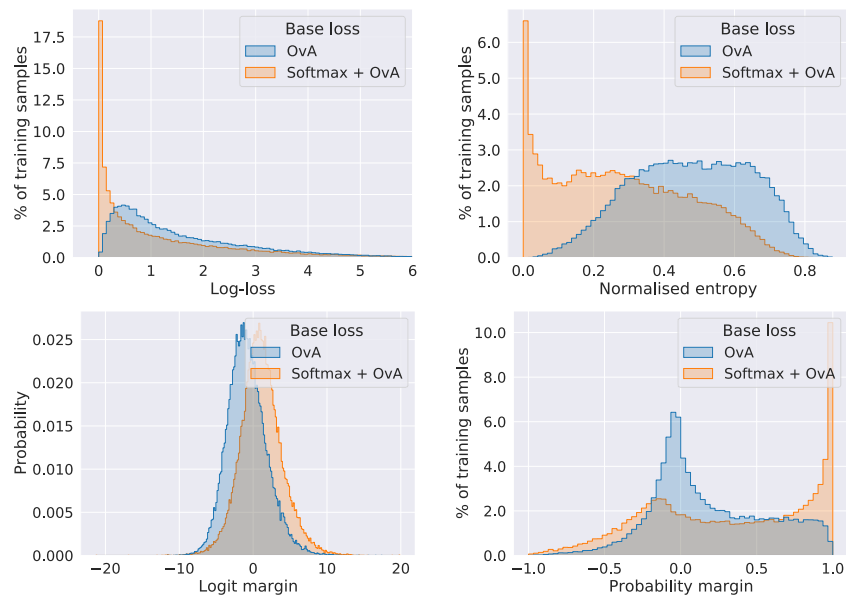 17.5
15.0
12.5
10.0
7.5
5.0
2.5
0.0
% of training samples
Base loss
OvA
Softmax + OvA
0
1
2
3
4
5
6
Log-loss
6.0
5.0
4.0
3.0
2.0
1.0
0.0
% of training samples
Base loss
OvA
Softmax + OvA
0.0
0.2
0.4
0.6
0.8
Normalised entropy
0.025
0.020
0.015
0.010
0.005
0.000
Probability
Base loss
OvA
Softmax + OvA
−20
−10
0
10
20
Logit margin
10.0
8.0
6.0
4.0
2.0
0.0
% of training samples
Base loss
OvA
Softmax + OvA
−1.0
−0.5
0.0
0.5
1.0
Probability margin